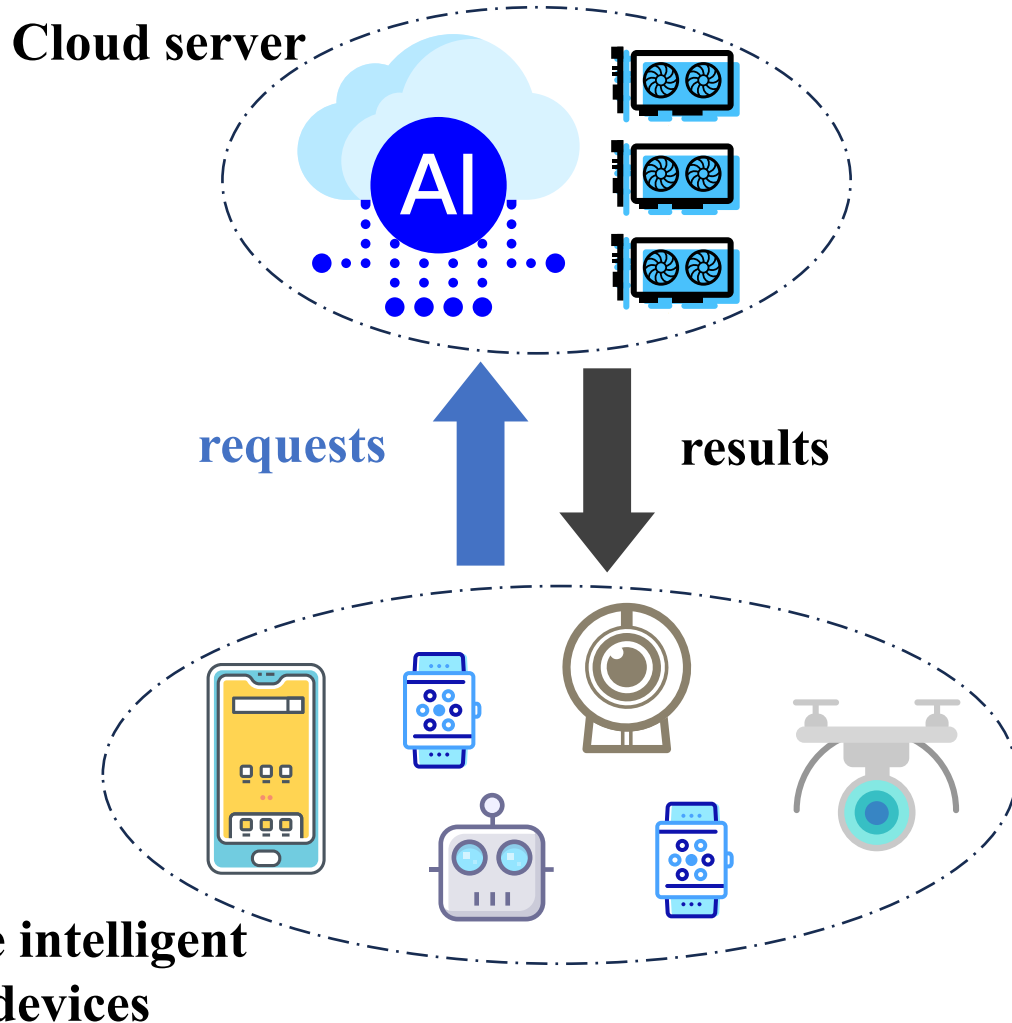 Cloud server
AI
requests
results
intelligent
devices